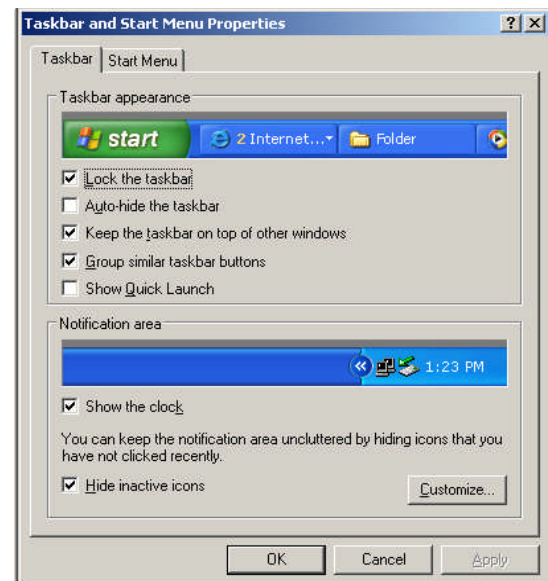 Taskbar and Start Menu Properties
Taskbar
Start Menu
Taskbar appearance
start
2 Internet...
Folder
Lock the taskbar
Auto-hide the taskbar
Keep the taskbar on top of other windows
Group similar taskbar buttons
Show Quick Launch
Notification area
1:23 PM
Show the clock
You can keep the notification area uncluttered by hiding icons that you
have not clicked recently.
Hide inactive icons
Customize...
OK
Cancel
Apply